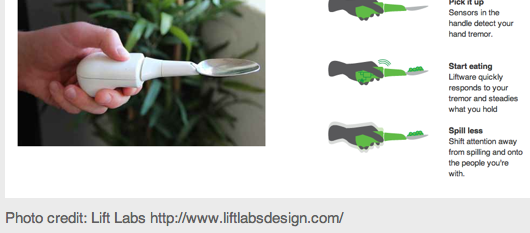 Pick it up
Sensors in the
handle detect your
hand tremor.
Start eating
Liftware quickly
responds to your
tremor and steadies
what you hold
Spill less
Shift attention away
from spilling and onto
the people you're
with.
Photo credit: Lift Labs http://www.liftlabsdesign.com/